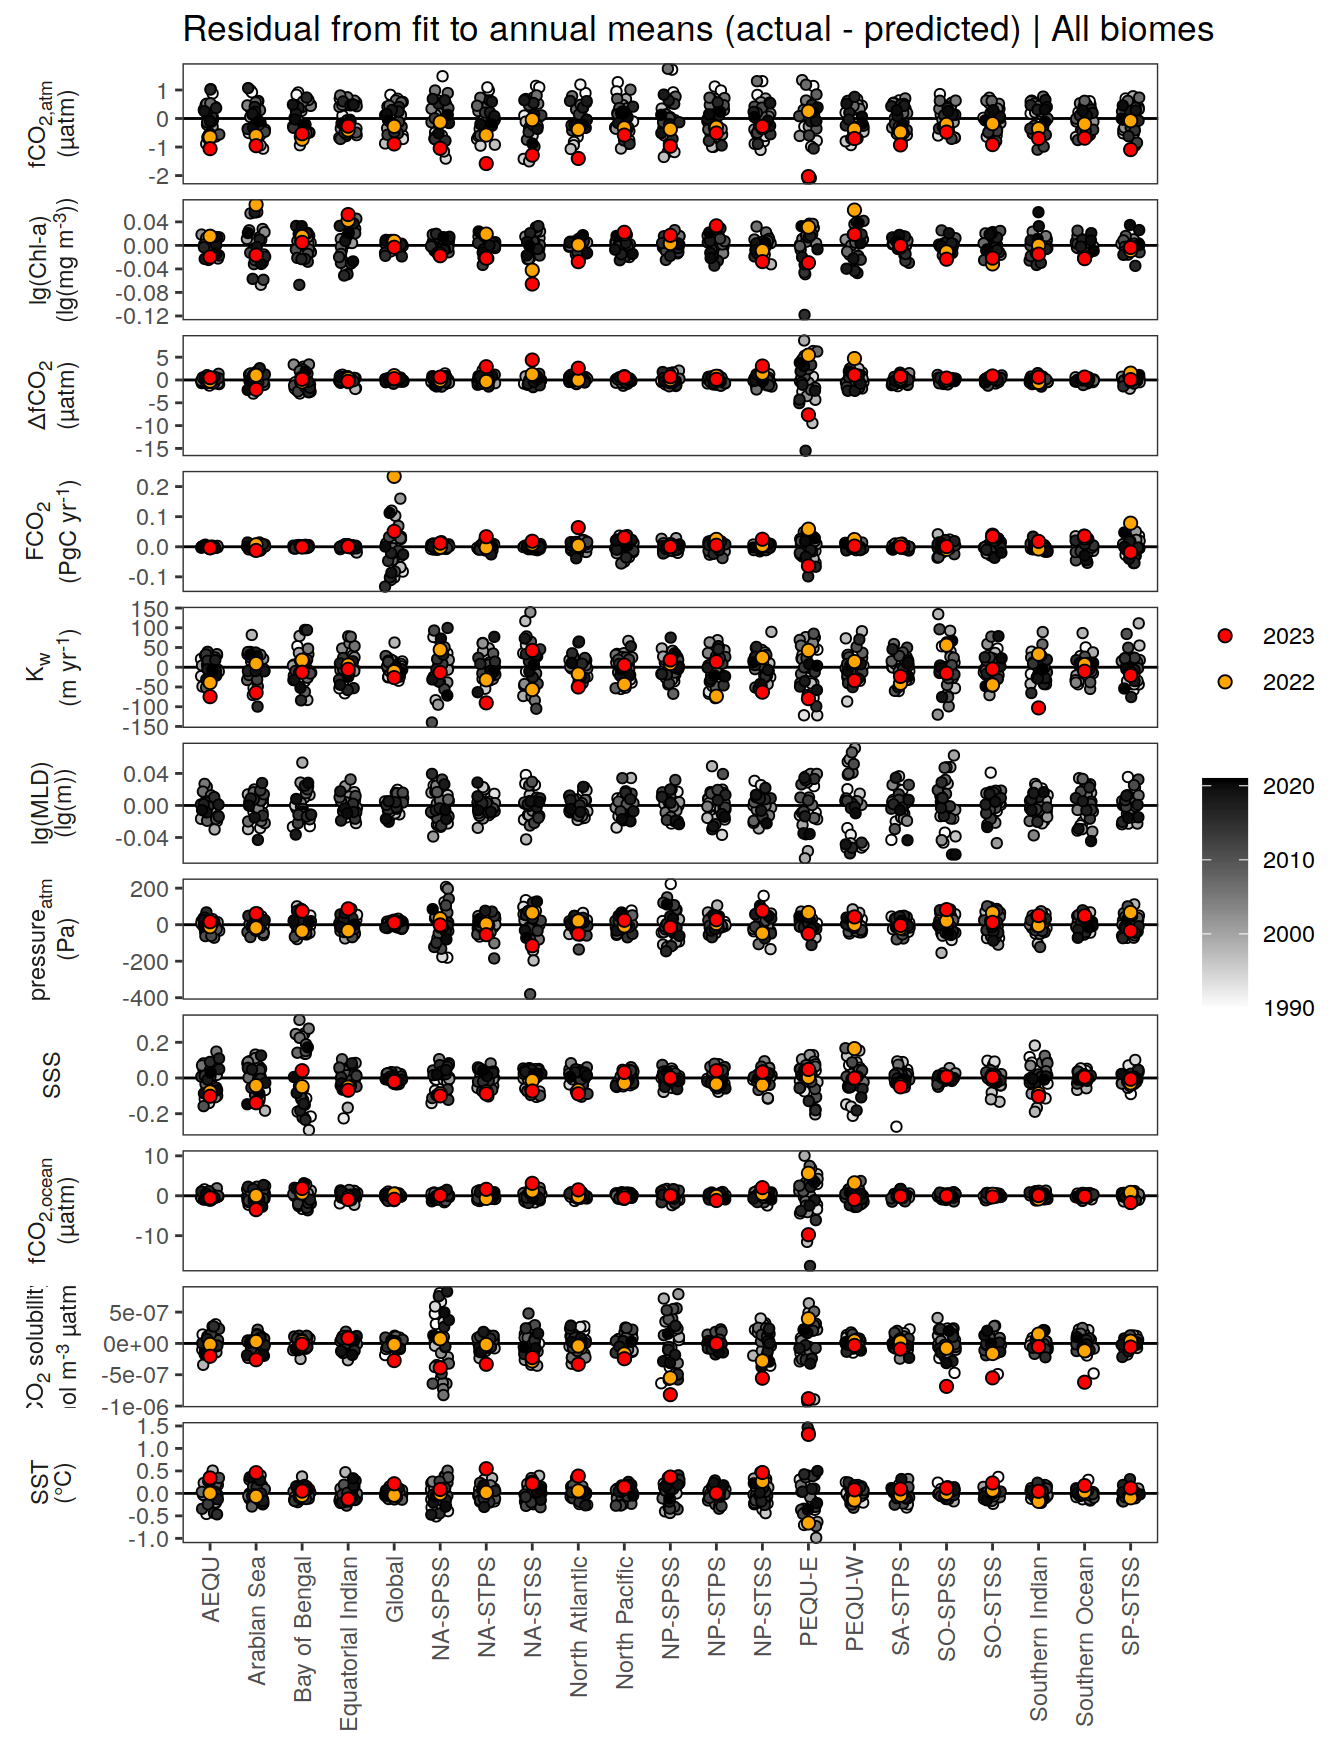 Residual from fit to annual means (actual - predicted) | All biomes
fCO2,atm
(µatm)
1
0
-1
-2
lg(Chl-a)
(lg(mg m-3))
0.04
0.00
-0.04
-0.08
-0.12
ΔfCO2
(µatm)
5
0
-5
-10
-15
FCO2
(PgC yr-1)
0.2
0.1
0.0
-0.1
Kw
(m yr-1)
150
100
50
0
-50
-100
-150
lg(MLD)
(lg(m))
0.04
0.00
-0.04
pressureatm
(Pa)
200
0
-200
-400
SSS
0.2
0.0
-0.2
fCO2,ocean
(µatm)
10
0
-10
CO2 solubility
ol m-3 µatm
5e-07
0e+00
-5e-07
-1e-06
SST
(°C)
1.5
1.0
0.5
0.0
-0.5
-1.0
AEQU
Arabian Sea
Bay of Bengal
Equatorial Indian
Global
NA-SPSS
NA-STPS
NA-STSS
North Atlantic
North Pacific
NP-SPSS
NP-STPS
NP-STSS
PEQU-E
PEQU-W
SA-STPS
SO-SPSS
SO-STSS
Southern Indian
Southern Ocean
SP-STSS
2023
2022
2020
2010
2000
1990